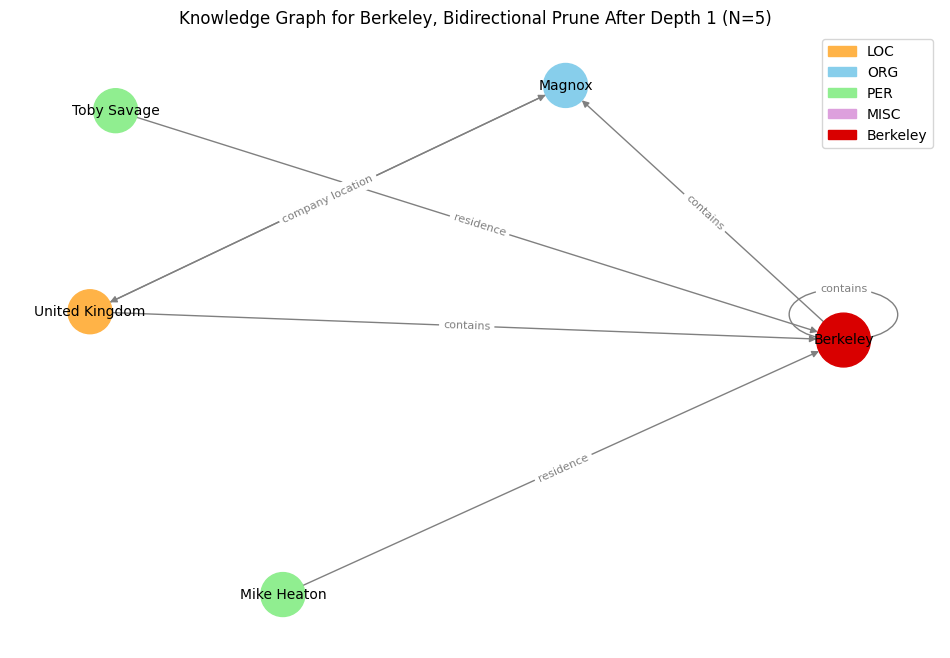 Knowledge Graph for Berkeley, Bidirectional Prune After Depth 1 (N=5)
LOC
ORG
PER
MISC
Berkeley
Magnox
Toby Savage
company location
residence
contains
contains
United Kingdom
contains
Berkeley
residence
Mike Heaton